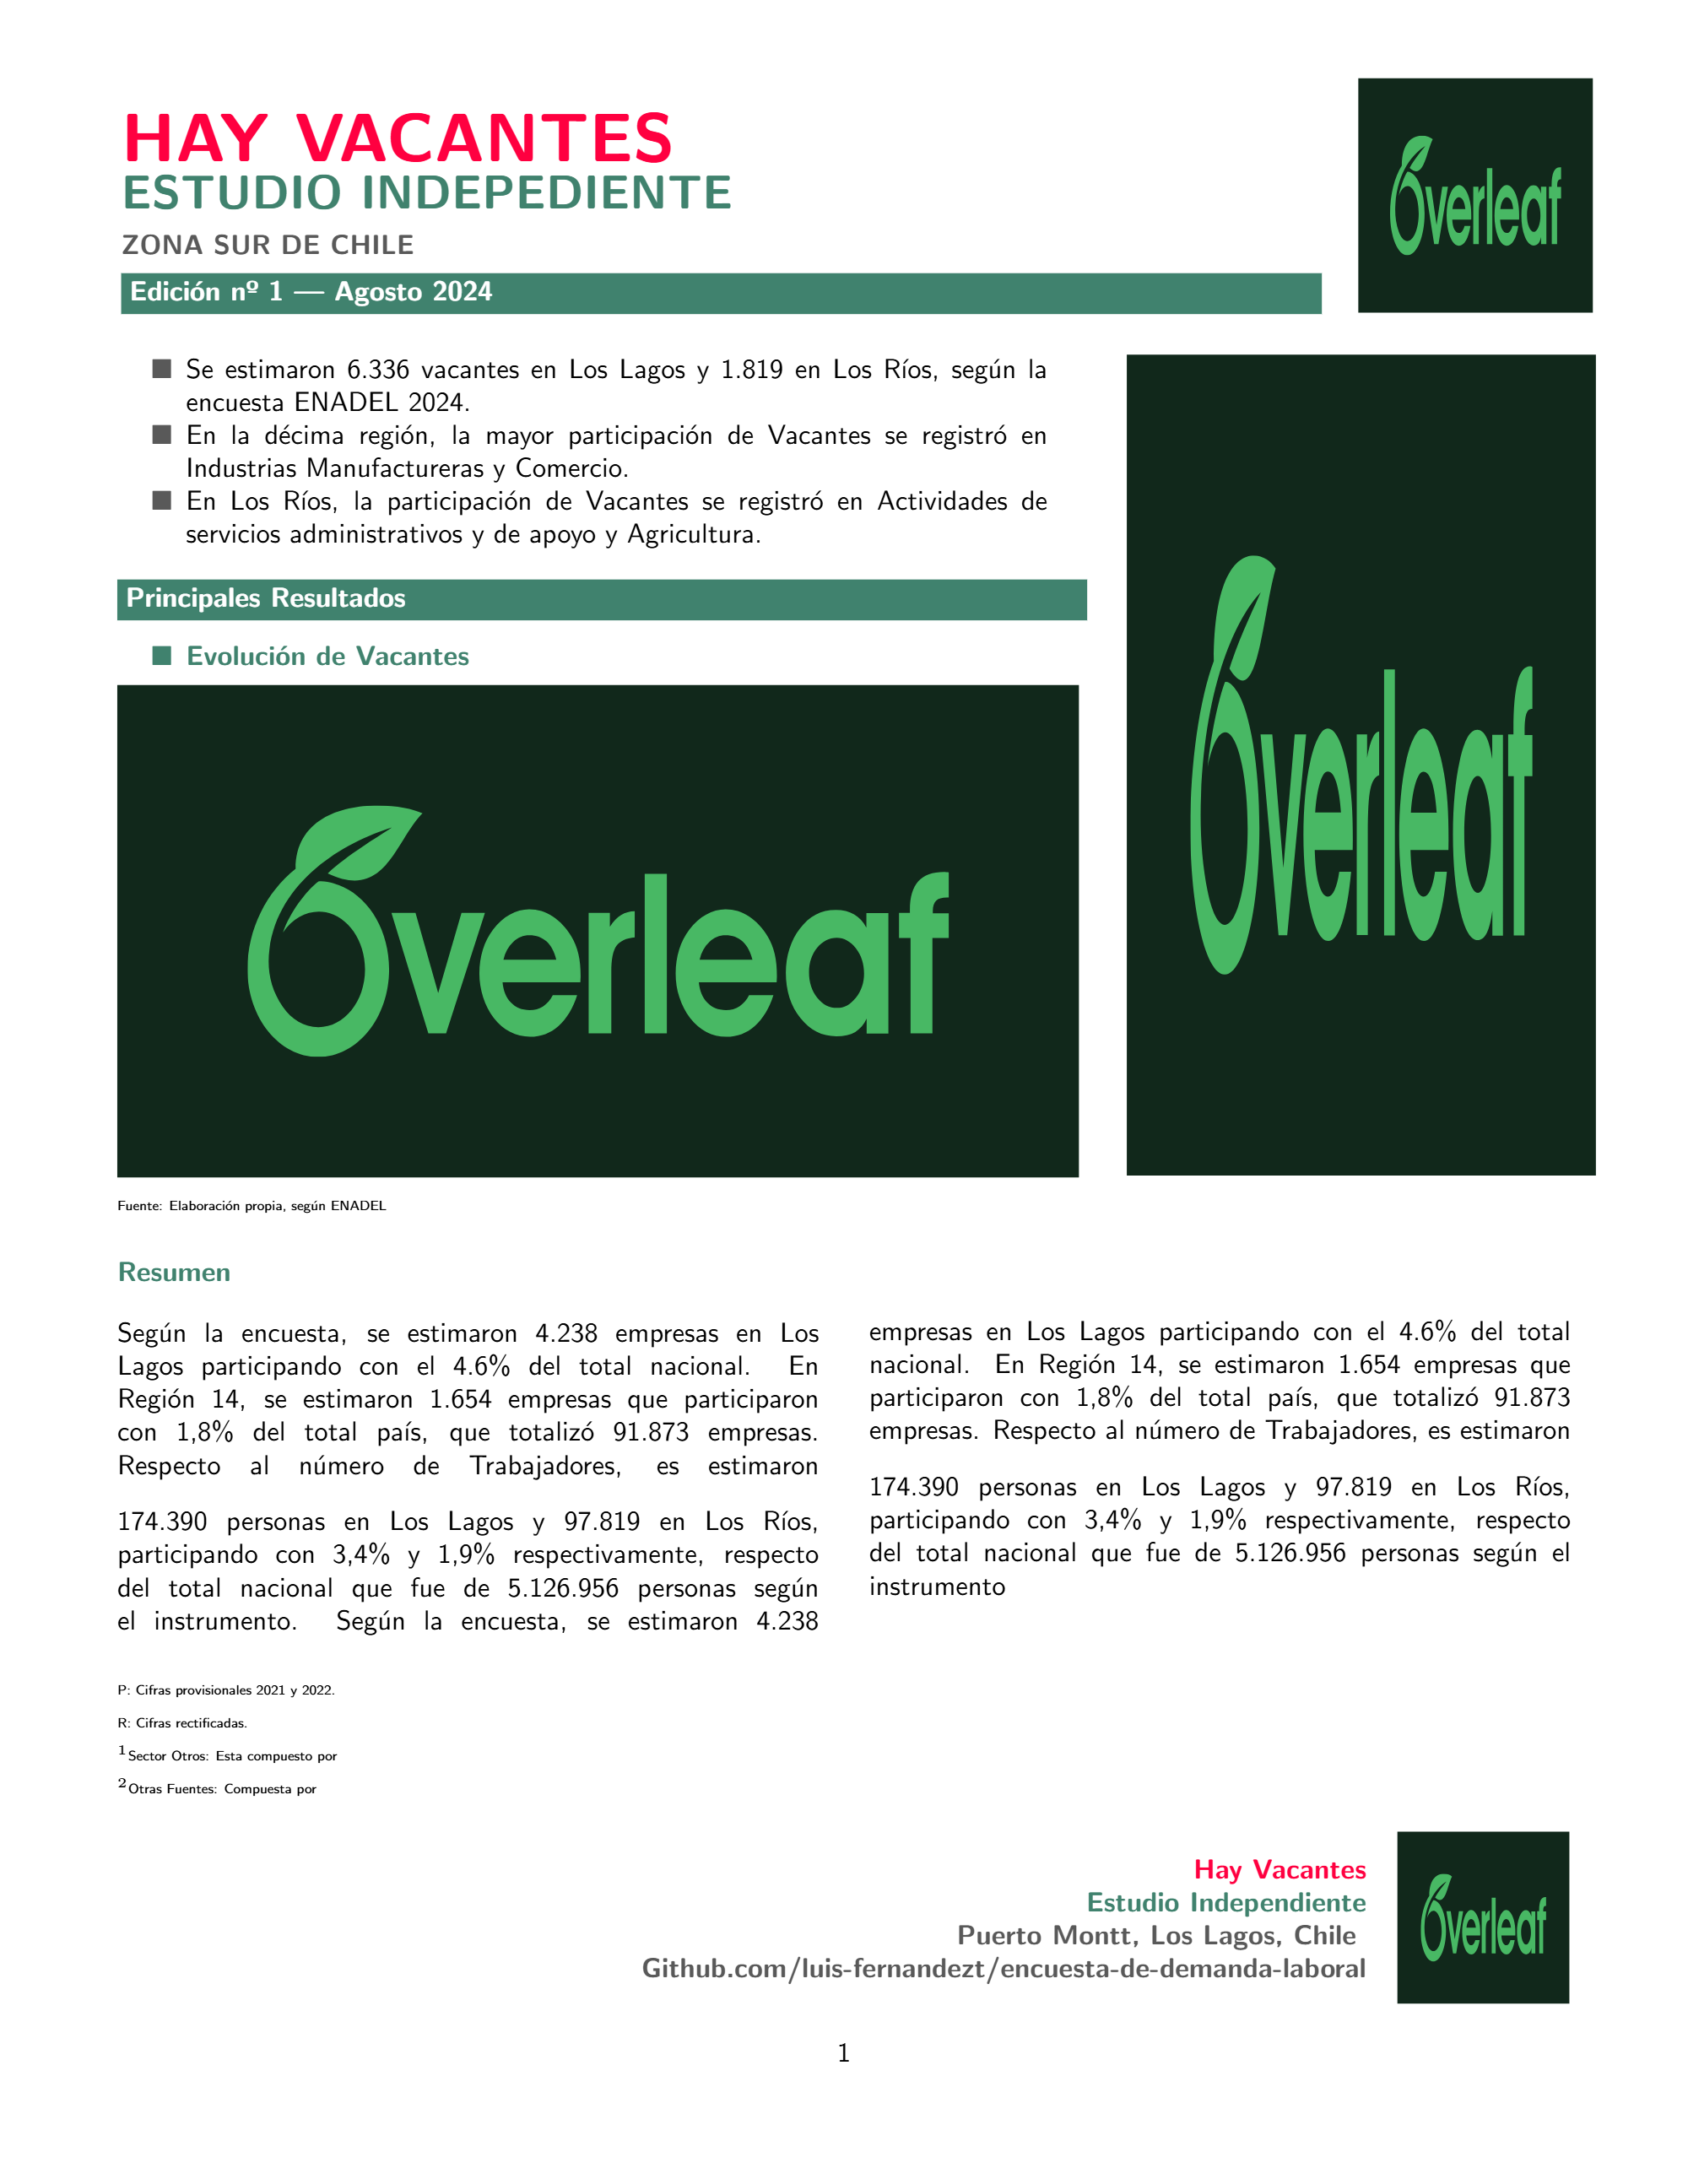 HAY VACANTES
ESTUDIO INDEPEDIENTE
ZONA SUR DE CHILE
Edición nº 1 — Agosto 2024
Overleaf
■ Se estimaron 6.336 vacantes en Los Lagos y 1.819 en Los Ríos, según la
encuesta ENADEL 2024.
■ En la décima región, la mayor participación de Vacantes se registró en
Industrias Manufactureras y Comercio.
■ En Los Ríos, la participación de Vacantes se registró en Actividades de
servicios administrativos y de apoyo y Agricultura.
Principales Resultados
■ Evolución de Vacantes
Overleaf
Overleaf
Fuente: Elaboración propia, según ENADEL
Resumen
Según la encuesta, se estimaron 4.238 empresas en Los
Lagos participando con el 4.6% del total nacional. En
Región 14, se estimaron 1.654 empresas que participaron
con 1,8% del total país, que totalizó 91.873 empresas.
Respecto al número de Trabajadores, es estimaron
174.390 personas en Los Lagos y 97.819 en Los Ríos,
participando con 3,4% y 1,9% respectivamente, respecto
del total nacional que fue de 5.126.956 personas según
el instrumento. Según la encuesta, se estimaron 4.238
empresas en Los Lagos participando con el 4.6% del total
nacional. En Región 14, se estimaron 1.654 empresas que
participaron con 1,8% del total país, que totalizó 91.873
empresas. Respecto al número de Trabajadores, es estimaron
174.390 personas en Los Lagos y 97.819 en Los Ríos,
participando con 3,4% y 1,9% respectivamente, respecto
del total nacional que fue de 5.126.956 personas según el
instrumento
P: Cifras provisionales 2021 y 2022.
R: Cifras rectificadas.
1 Sector Otros: Esta compuesto por
2 Otras Fuentes: Compuesta por
Hay Vacantes
Estudio Independiente
Puerto Montt, Los Lagos, Chile
Github.com/luis-fernandezt/encuesta-de-demanda-laboral
Overleaf
1